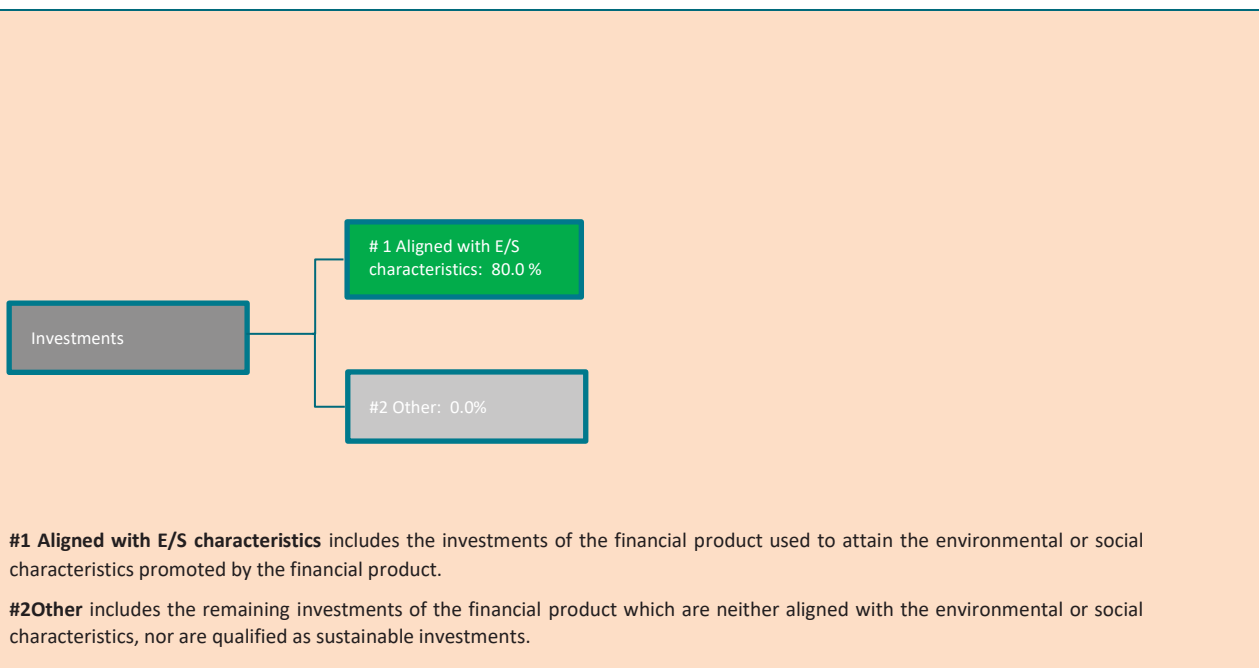 # 1 Aligned with E/S
characteristics:  80.0 %
Investments
#2 Other:  0.0%
#1 Aligned with E/S characteristics includes the investments of the financial product used to attain the environmental or social
characteristics promoted by the financial product.
#2Other includes the remaining investments of the financial product which are neither aligned with the environmental or social
characteristics, nor are qualified as sustainable investments.